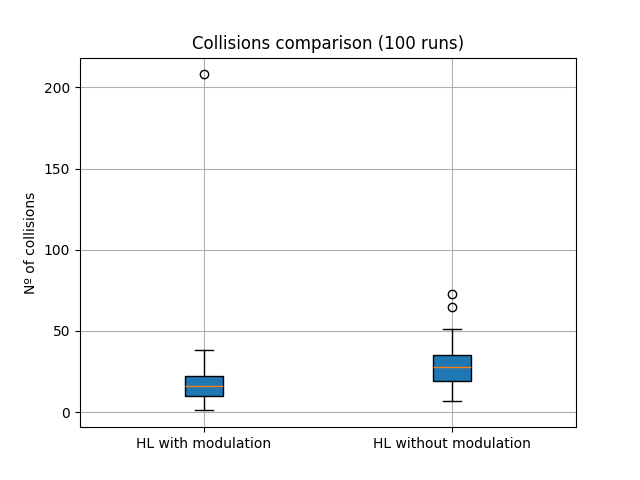 Collisions comparison (100 runs)
Nº of collisions
200
150
100
50
0
HL with modulation
HL without modulation